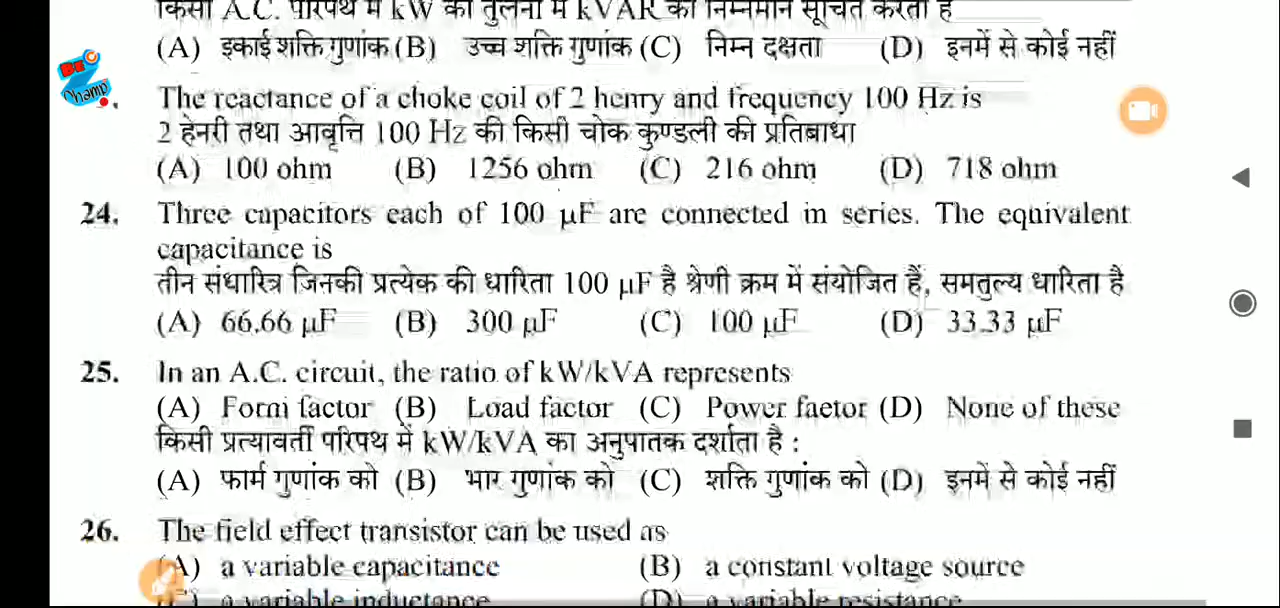 किसी A.C. परिपथ में kW की तुलना में kVAR का निम्नमान सूचित करता है
(A) इकाई शक्ति गुणांक (B) उच्च शक्ति गुणांक (C) निम्न दक्षता (D) इनमें से कोई नहीं
Be
Champ
The reactance of a choke coil of 2 henry and frequency 100 Hz is
2 हेनरी तथा आवृत्ति 100 Hz की किसी चोक कुण्डली की प्रतिबाधा
(A) 100 ohm (B) 1256 ohm (C) 216 ohm (D) 718 ohm
24. Three capacitors each of 100 μF are connected in series. The equivalent
capacitance is
तीन संधारित्र जिनकी प्रत्येक की धारिता 100 μF है श्रेणी क्रम में संयोजित हैं, समतुल्य धारिता है
(A) 66.66 μF (B) 300 μF (C) 100 μF (D) 33.33 μF
25. In an A.C. circuit, the ratio of kW/kVA represents
(A) Form factor (B) Load factor (C) Power factor (D) None of these
किसी प्रत्यावर्ती परिपथ में kW/kVA का अनुपातक दर्शाता है :
(A) फार्म गुणांक को (B) भार गुणांक को (C) शक्ति गुणांक को (D) इनमें से कोई नहीं
26. The field effect transistor can be used as
(A) a variable capacitance (B) a constant voltage source
(C) a variable inductance (D) a variable resistance